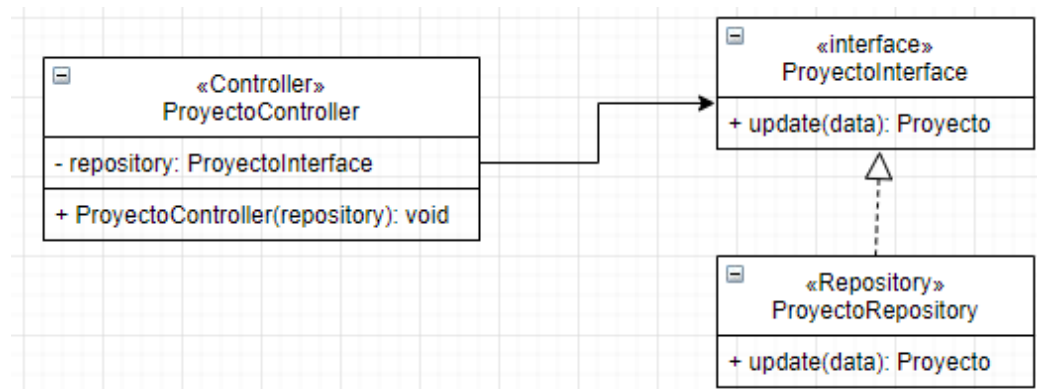 «Controller»
ProyectoController
- repository: ProyectoInterface
+ ProyectoController(repository): void
«interface»
ProyectoInterface
+ update(data): Proyecto
«Repository»
ProyectoRepository
+ update(data): Proyecto